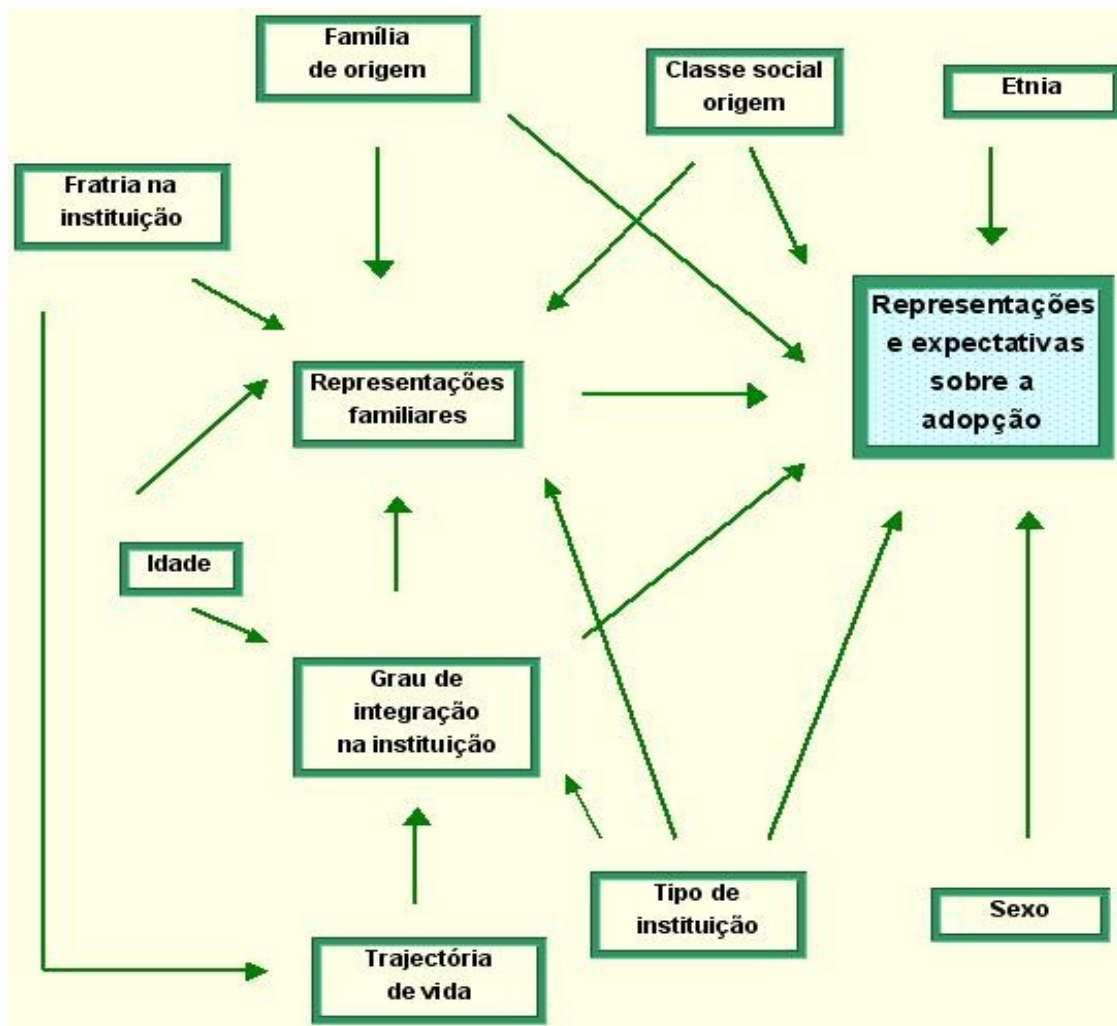 Família
de origem
Classe social
origem
Etnia
Fratria na
instituição
Representações
e expectativas
sobre a
adopção
Representações
familiares
Idade
Grau de
integração
na instituição
Tipo de
instituição
Sexo
Trajectória
de vida